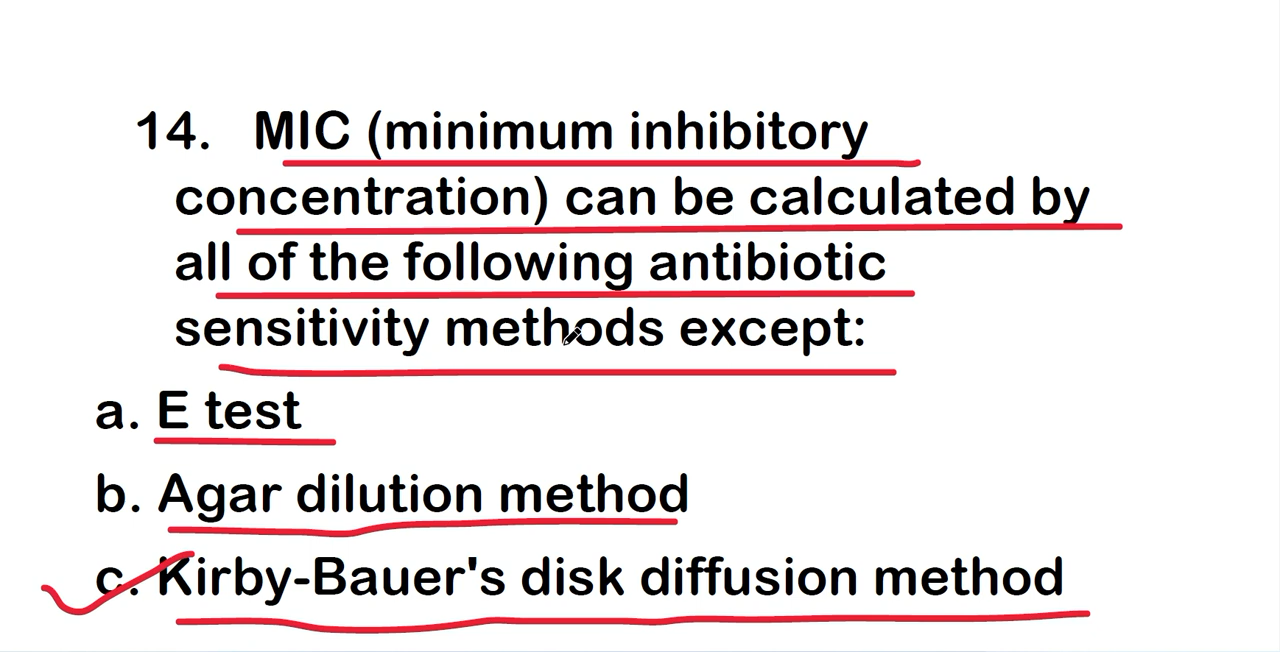 14. MIC (minimum inhibitory
concentration) can be calculated by
all of the following antibiotic
sensitivity methods except:
a. E test
b. Agar dilution method
c. Kirby-Bauer's disk diffusion method